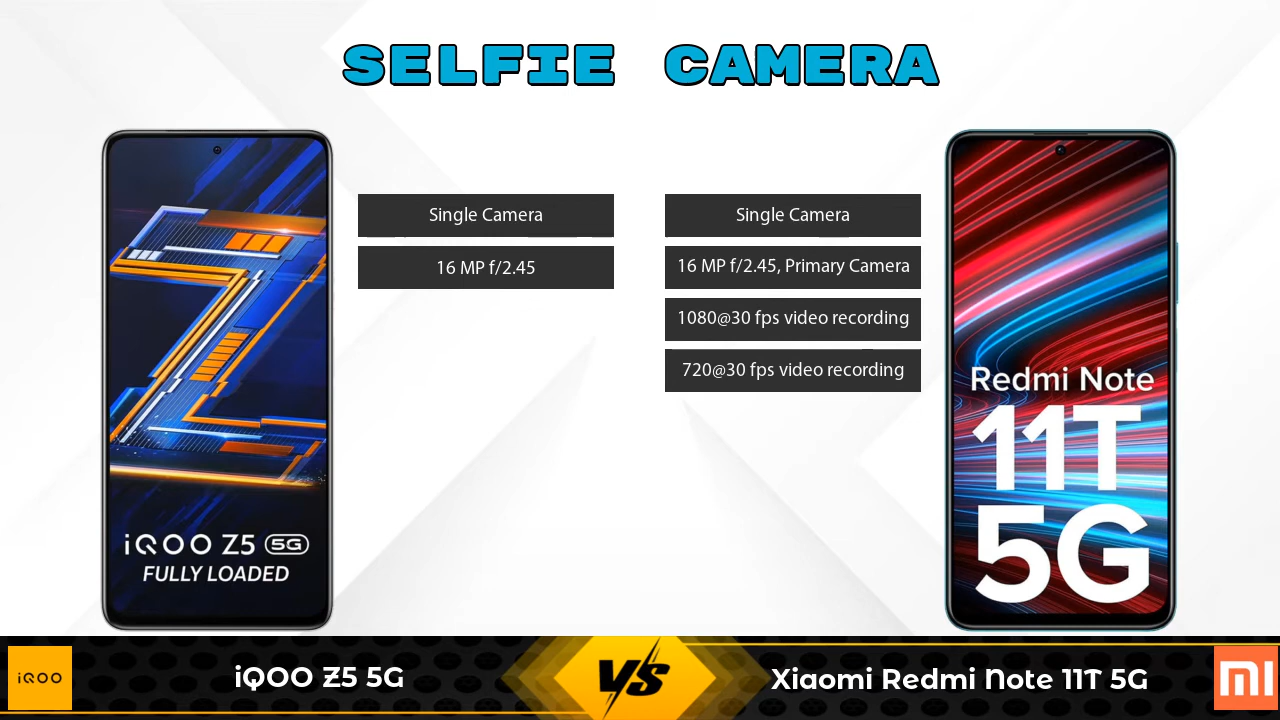 SELFIE CAMERA
Single Camera
16 MP f/2.45
Single Camera
16 MP f/2.45, Primary Camera
1080@30 fps video recording
720@30 fps video recording
iQOO Z5 5G
FULLY LOADED
Redmi Note
11T
5G
iQOO
iQOO Z5 5G
VS
Xiaomi Redmi Note 11T 5G
mi